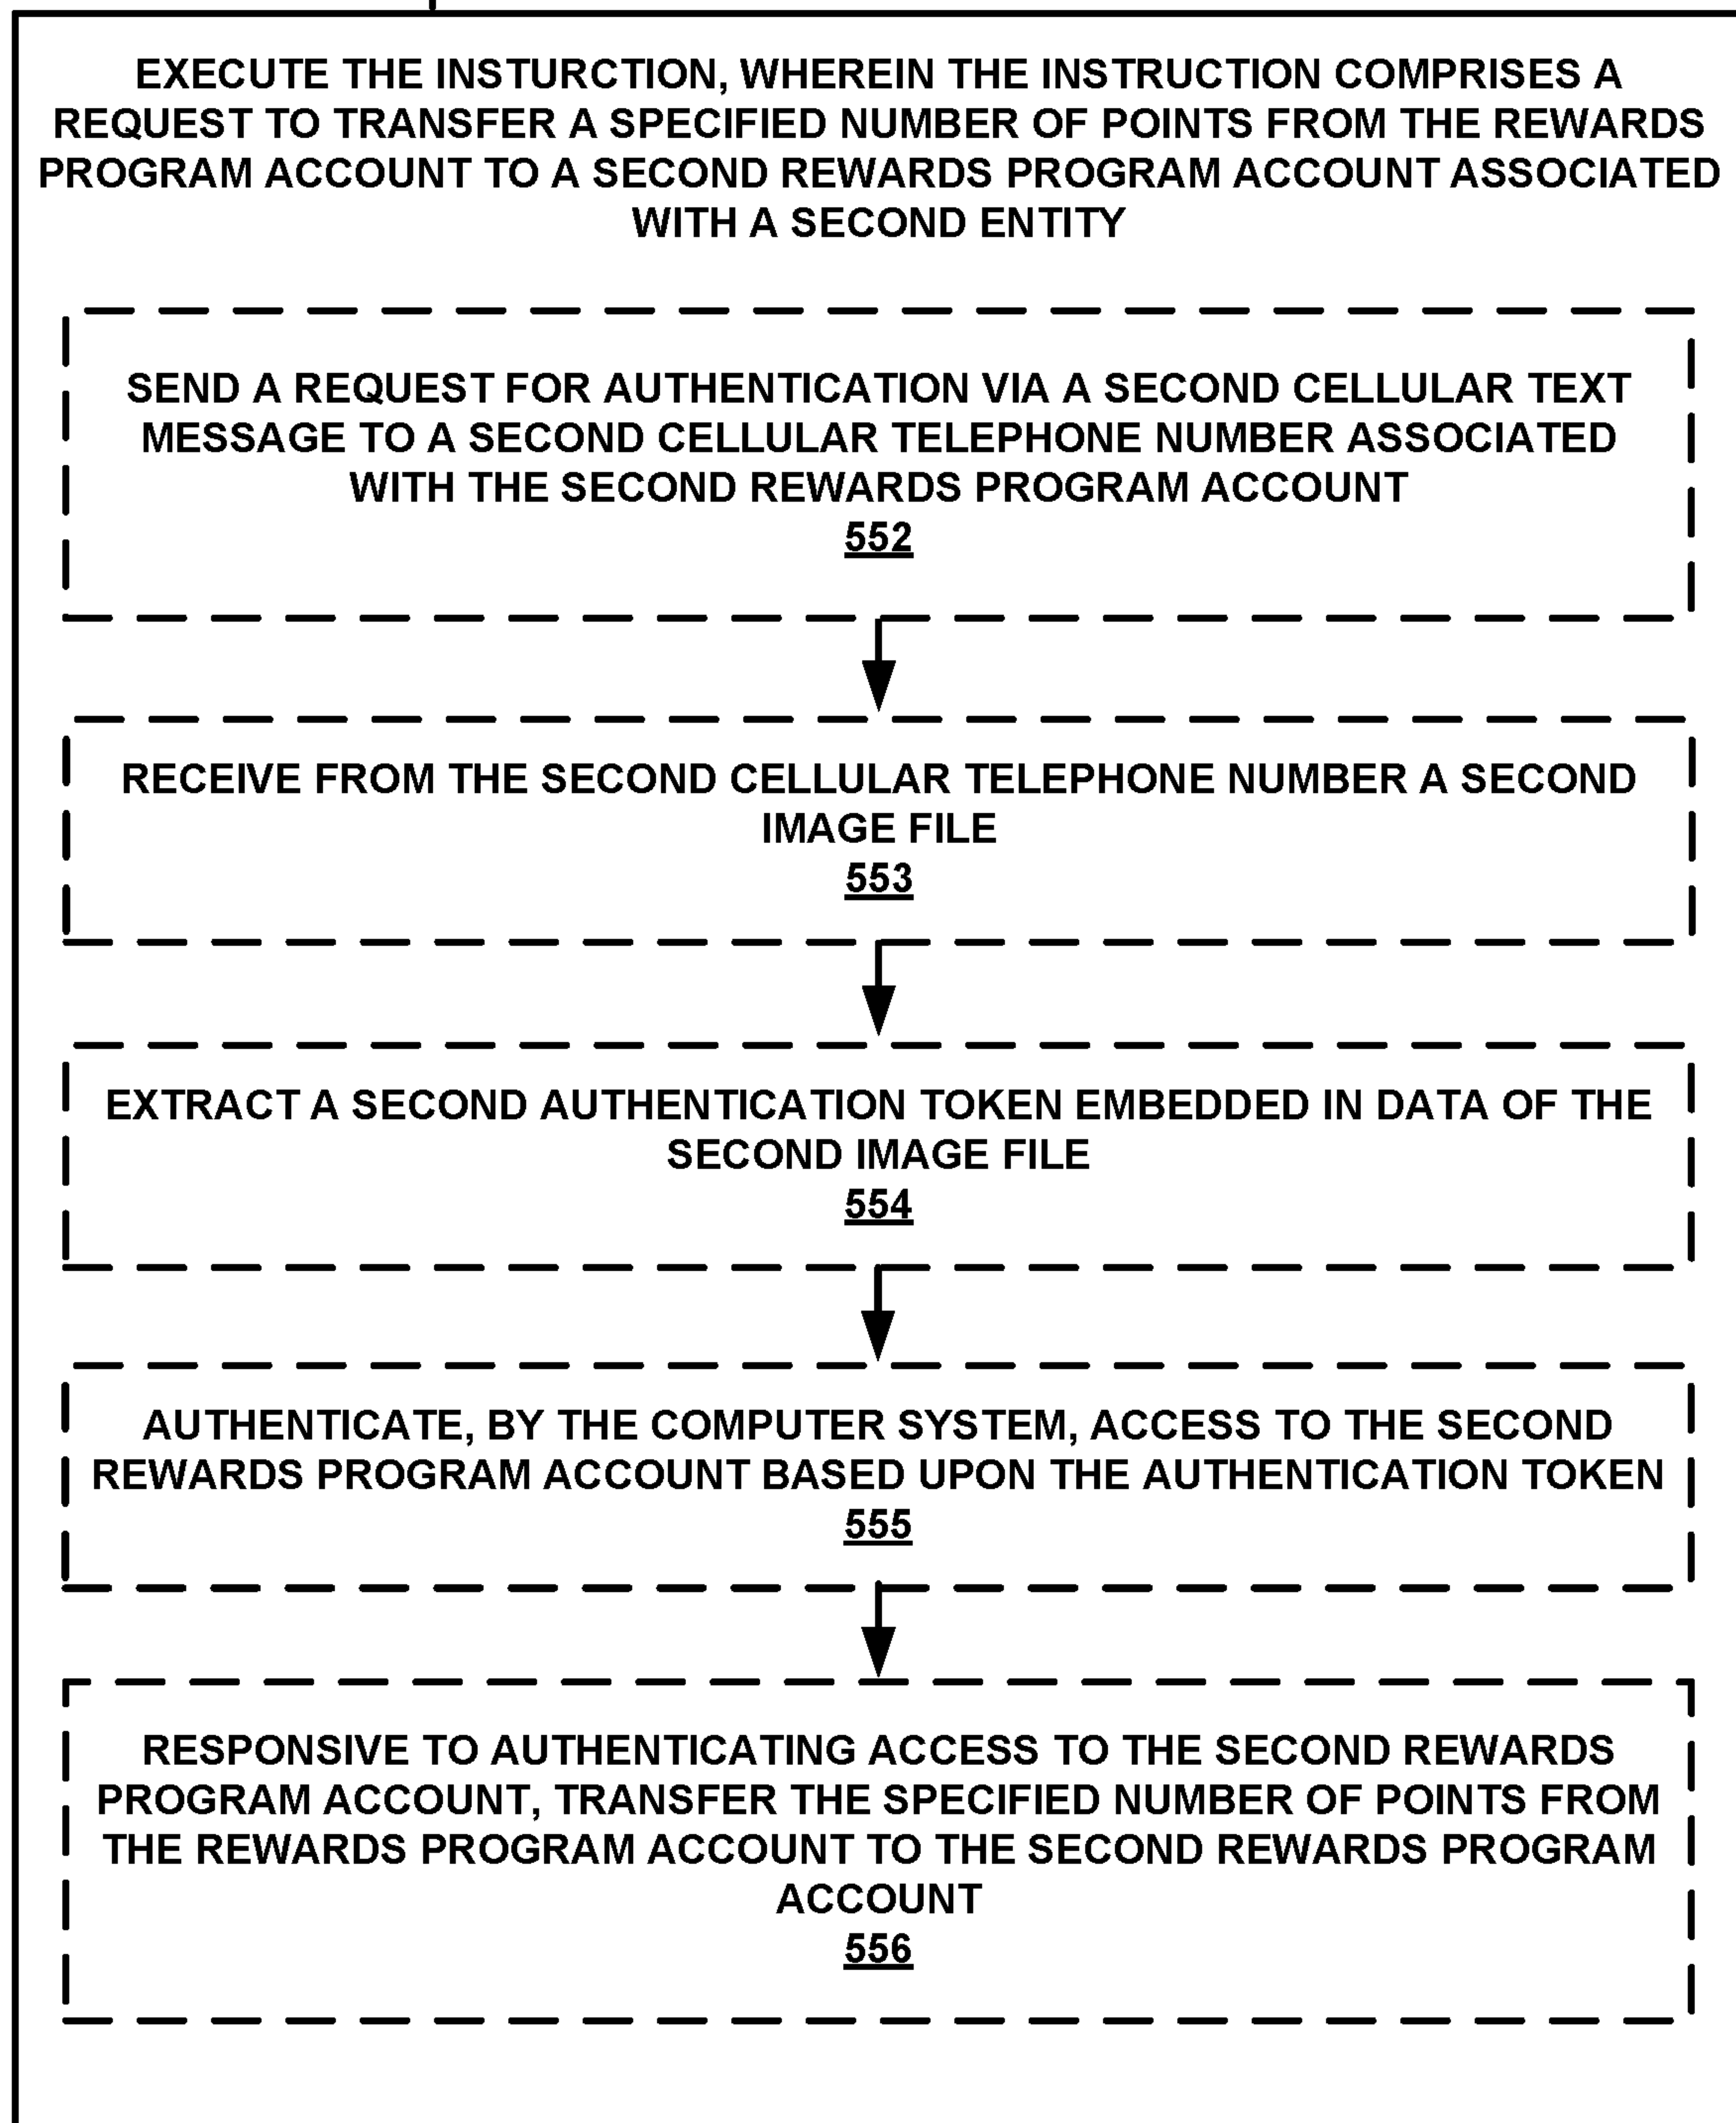 EXECUTE THE INSTURCTION, WHEREIN THE INSTRUCTION COMPRISES A
REQUEST TO TRANSFER A SPECIFIED NUMBER OF POINTS FROM THE REWARDS
PROGRAM ACCOUNT TO A SECOND REWARDS PROGRAM ACCOUNT ASSOCIATED
WITH A SECOND ENTITY
SEND A REQUEST FOR AUTHENTICATION VIA A SECOND CELLULAR TEXT
MESSAGE TO A SECOND CELLULAR TELEPHONE NUMBER ASSOCIATED
WITH THE SECOND REWARDS PROGRAM ACCOUNT
552
RECEIVE FROM THE SECOND CELLULAR TELEPHONE NUMBER A SECOND
IMAGE FILE
553
EXTRACT A SECOND AUTHENTICATION TOKEN EMBEDDED IN DATA OF THE
SECOND IMAGE FILE
554
AUTHENTICATE, BY THE COMPUTER SYSTEM, ACCESS TO THE SECOND
REWARDS PROGRAM ACCOUNT BASED UPON THE AUTHENTICATION TOKEN
555
RESPONSIVE TO AUTHENTICATING ACCESS TO THE SECOND REWARDS
PROGRAM ACCOUNT, TRANSFER THE SPECIFIED NUMBER OF POINTS FROM
THE REWARDS PROGRAM ACCOUNT TO THE SECOND REWARDS PROGRAM
ACCOUNT
556